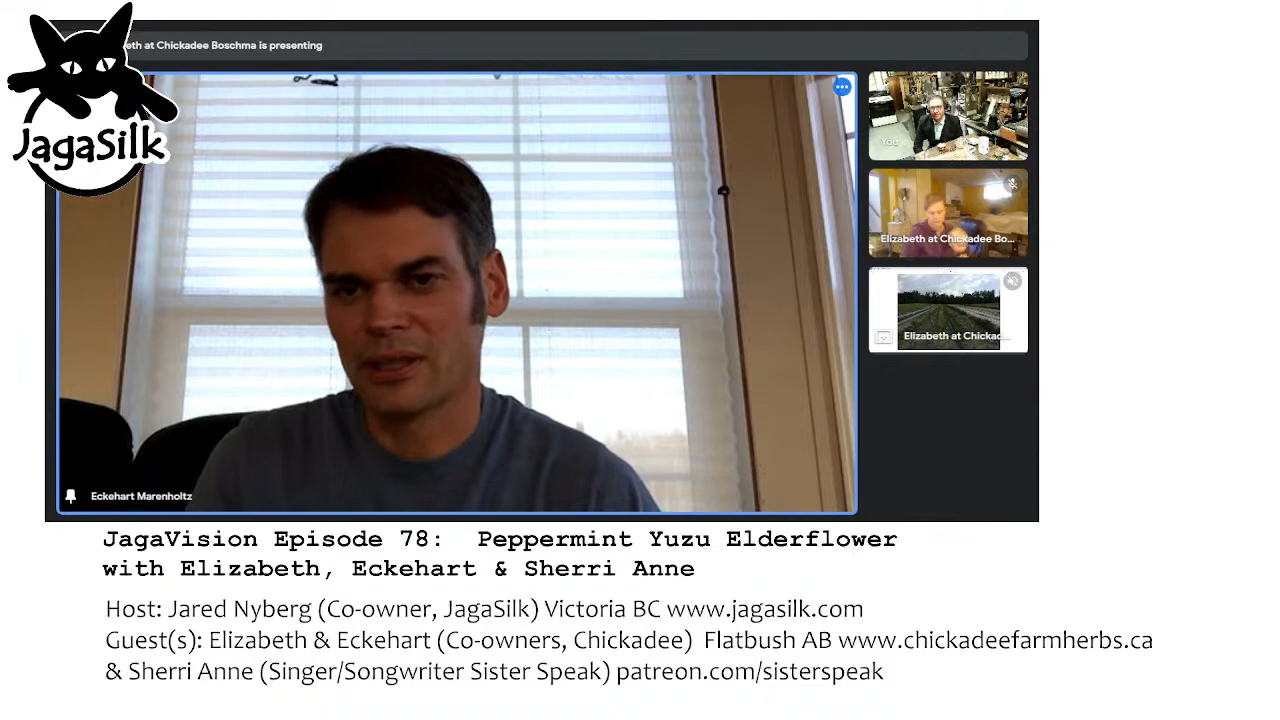 eth at Chickadee Boschma is presenting
JagaSilk
You
Elizabeth at Chickadee Bo...
Elizabeth at Chickad...
Eckehart Marenholtz
JagaVision Episode 78: Peppermint Yuzu Elderflower
with Elizabeth, Eckehart & Sherri Anne
Host: Jared Nyberg (Co-owner, JagaSilk) Victoria BC www.jagasilk.com
Guest(s): Elizabeth & Eckehart (Co-owners, Chickadee) Flatbush AB www.chickadeefarmherbs.ca
& Sherri Anne (Singer/Songwriter Sister Speak) patreon.com/sisterspeak